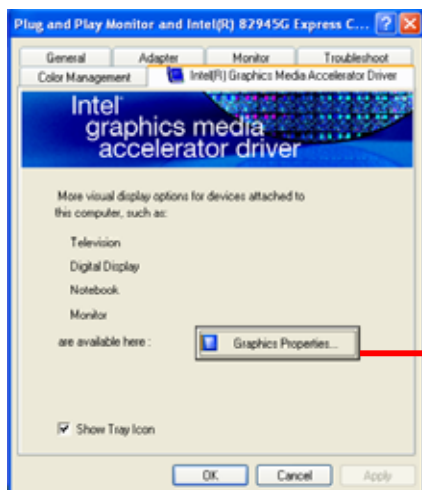 Plug and Play Monitor and Intel(R) 82945G Express C...
General Adapter Monitor Troubleshoot
Color Management Intel(R) Graphics Media Accelerator Driver
Intel®
graphics media
accelerator driver
More visual display options for devices attached to
this computer, such as:
Television
Digital Display
Notebook
Monitor
are available here : Graphics Properties...
Show Tray Icon
OK Cancel Apply